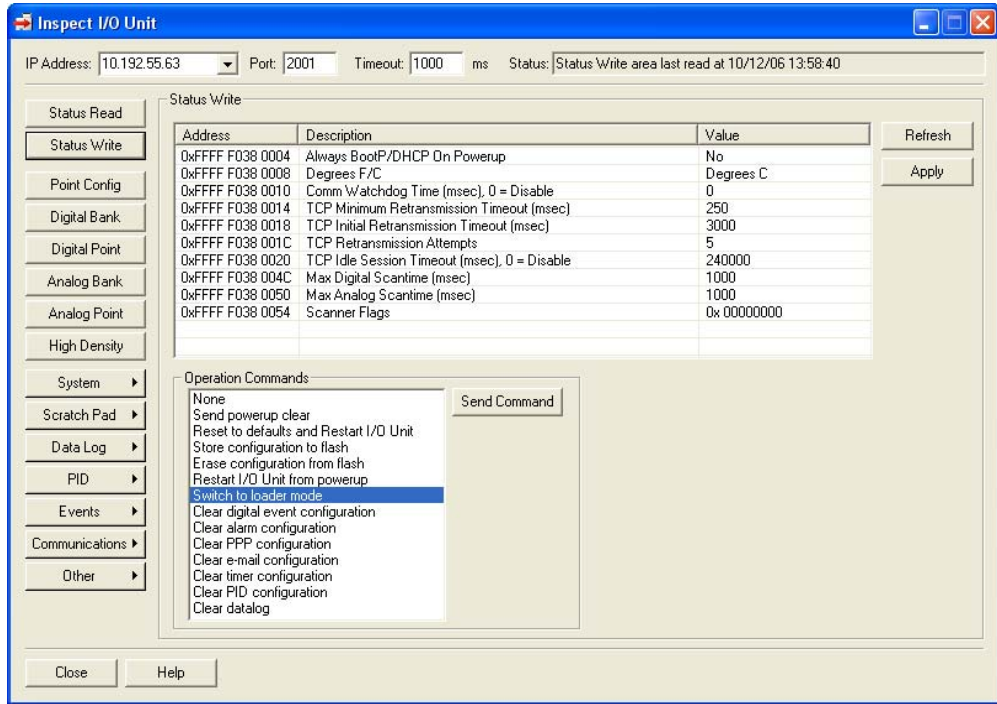 Inspect I/O Unit
IP Address: 10.192.55.63 Port: 2001 Timeout: 1000 ms Status: Status Write area last read at 10/12/06 13:58:40
Status Read
Status Write
Point Config
Digital Bank
Digital Point
Analog Bank
Analog Point
High Density
System
Scratch Pad
Data Log
PID
Events
Communications
Other
Status Write
Address Description Value
0xFFFF F038 0004 Always BootP/DHCP On Powerup No
0xFFFF F038 0008 Degrees F/C Degrees C
0xFFFF F038 0010 Comm Watchdog Time (msec), 0 = Disable 0
0xFFFF F038 0014 TCP Minimum Retransmission Timeout (msec) 250
0xFFFF F038 0018 TCP Initial Retransmission Timeout (msec) 3000
0xFFFF F038 001C TCP Retransmission Attempts 5
0xFFFF F038 0020 TCP Idle Session Timeout (msec), 0 = Disable 240000
0xFFFF F038 004C Max Digital Scantime (msec) 1000
0xFFFF F038 0050 Max Analog Scantime (msec) 1000
0xFFFF F038 0054 Scanner Flags 0x 00000000
Refresh
Apply
Operation Commands
None
Send powerup clear
Reset to defaults and Restart I/O Unit
Store configuration to flash
Erase configuration from flash
Restart I/O Unit from powerup
Switch to loader mode
Clear digital event configuration
Clear alarm configuration
Clear PPP configuration
Clear e-mail configuration
Clear timer configuration
Clear PID configuration
Clear datalog
Send Command
Close Help